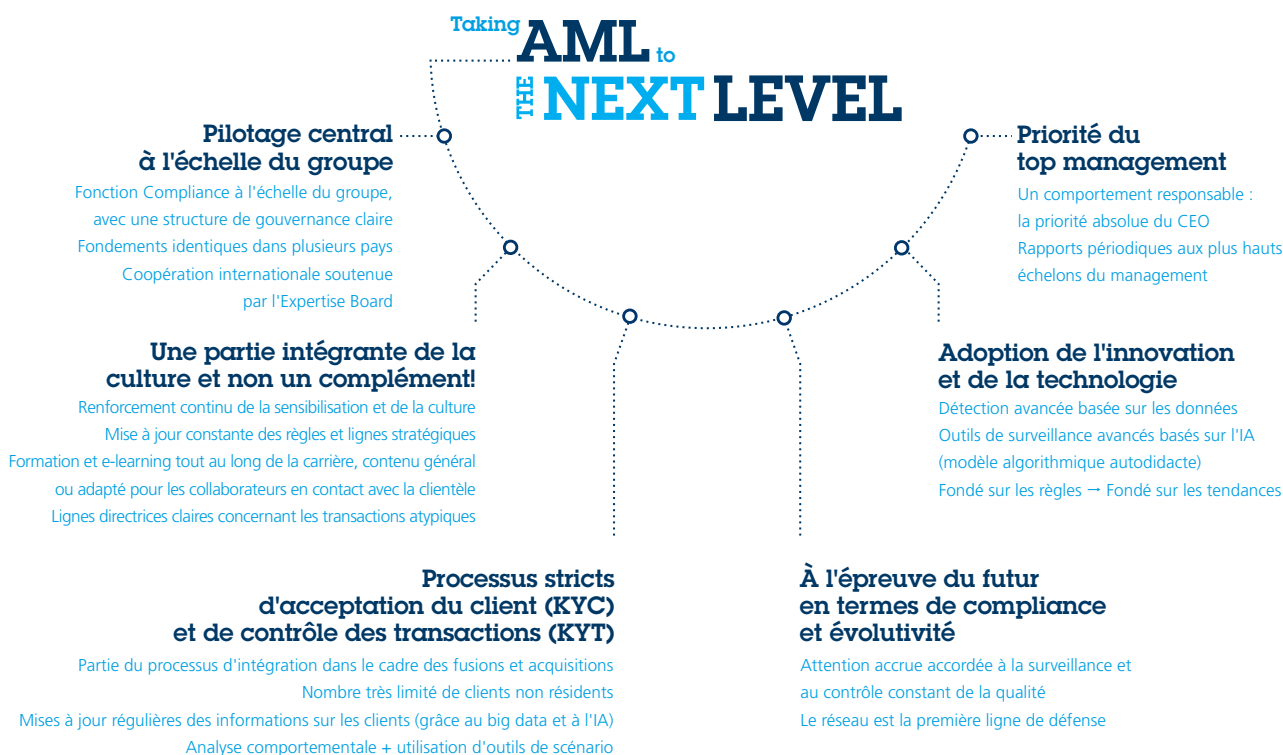 Taking AML to
THE NEXT LEVEL
Pilotage central
à l'échelle du groupe
Fonction Compliance à l'échelle du groupe,
avec une structure de gouvernance claire
Fondements identiques dans plusieurs pays
Coopération internationale soutenue
par l'Expertise Board
Une partie intégrante de la
culture et non un complément!
Renforcement continu de la sensibilisation et de la culture
Mise à jour constante des règles et lignes stratégiques
Formation et e-learning tout au long de la carrière, contenu général
ou adapté pour les collaborateurs en contact avec la clientèle
Lignes directrices claires concernant les transactions atypiques
Processus stricts
d'acceptation du client (KYC)
et de contrôle des transactions (KYT)
Partie du processus d'intégration dans le cadre des fusions et acquisitions
Nombre très limité de clients non résidents
Mises à jour régulières des informations sur les clients (grâce au big data et à l'IA)
Analyse comportementale + utilisation d'outils de scénario
À l'épreuve du futur
en termes de compliance
et évolutivité
Attention accrue accordée à la surveillance et
au contrôle constant de la qualité
Le réseau est la première ligne de défense
Adoption de l'innovation
et de la technologie
Détection avancée basée sur les données
Outils de surveillance avancés basés sur l'IA
(modèle algorithmique autodidacte)
Fondé sur les règles → Fondé sur les tendances
Priorité du
top management
Un comportement responsable :
la priorité absolue du CEO
Rapports périodiques aux plus hauts
échelons du management